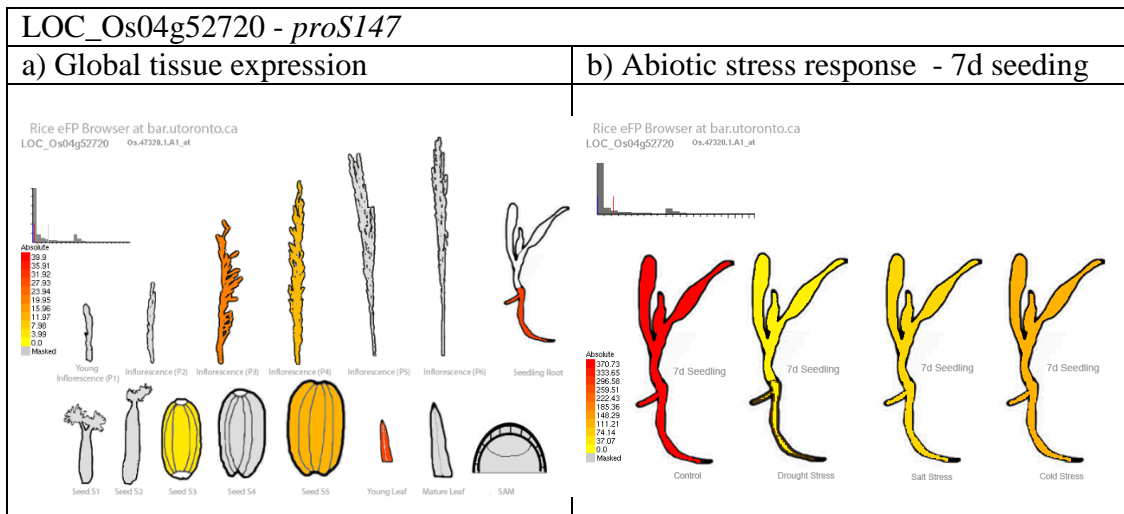 LOC_Os04g52720 - proS147
a) Global tissue expression
b) Abiotic stress response - 7d seeding
Rice eFP Browser at bar.utoronto.ca
LOC_Os04g52720 Os.47328.1.A1_at
Absolute
39.9
35.91
31.92
27.93
23.94
19.95
15.96
11.97
7.98
3.99
0.0
Masked
Young
Inflorescence (P1)
Inflorescence (P2)
Inflorescence (P3)
Inflorescence (P4)
Inflorescence (P5)
Inflorescence (P6)
Seedling Root
Seed S1
Seed S2
Seed S3
Seed S4
Seed S5
Young Leaf
Mature Leaf
. SAM
Rice eFP Browser at bar.utoronto.ca
LOC_Os04g52720 Os.47328.1.A1_at
Absolute
370.73
333.65
296.58
259.51
222.43
185.36
148.29
111.21
74.14
37.07
0.0
Masked
7d Seedling
7d Seedling
7d Seedling
7d Seedling
Control
Drought Stress
Salt Stress
Cold Stress